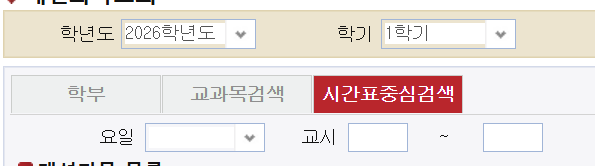 학년도 2026학년도 학기 1학기
학부 교과목검색 시간표중심검색
요일 교시 ~